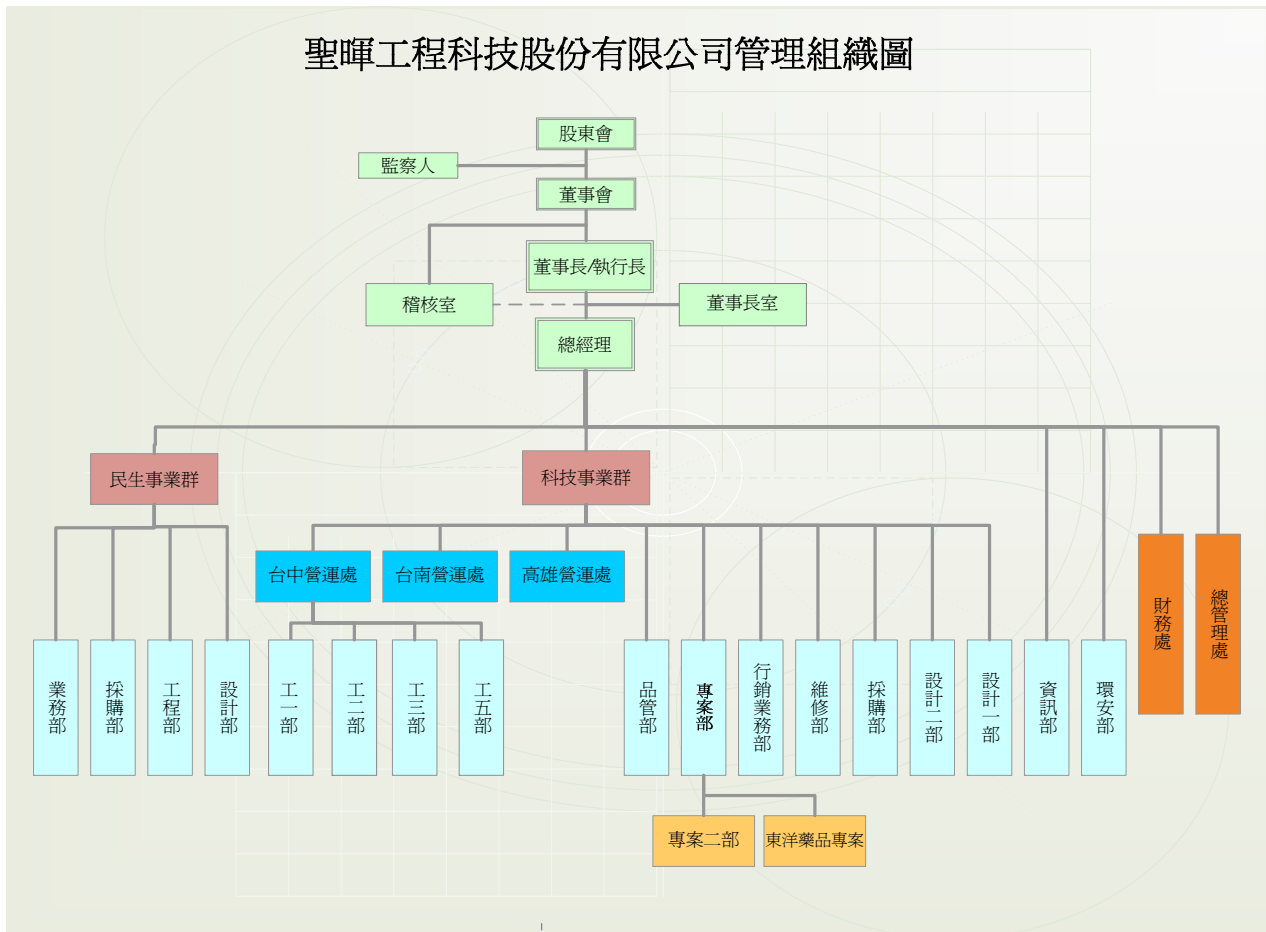 聖暉工程科技股份有限公司管理組織圖
股東會
監察人
董事會
董事長/執行長
稽核室
董事長室
總經理
民生事業群
科技事業群
台中營運處
台南營運處
高雄營運處
財務處
總管理處
業務部
採購部
工程部
設計部
工一部
工二部
工三部
工五部
品管部
專案部
行銷業務部
維修部
採購部
設計二部
設計一部
資訊部
環安部
專案二部
東洋藥品專案